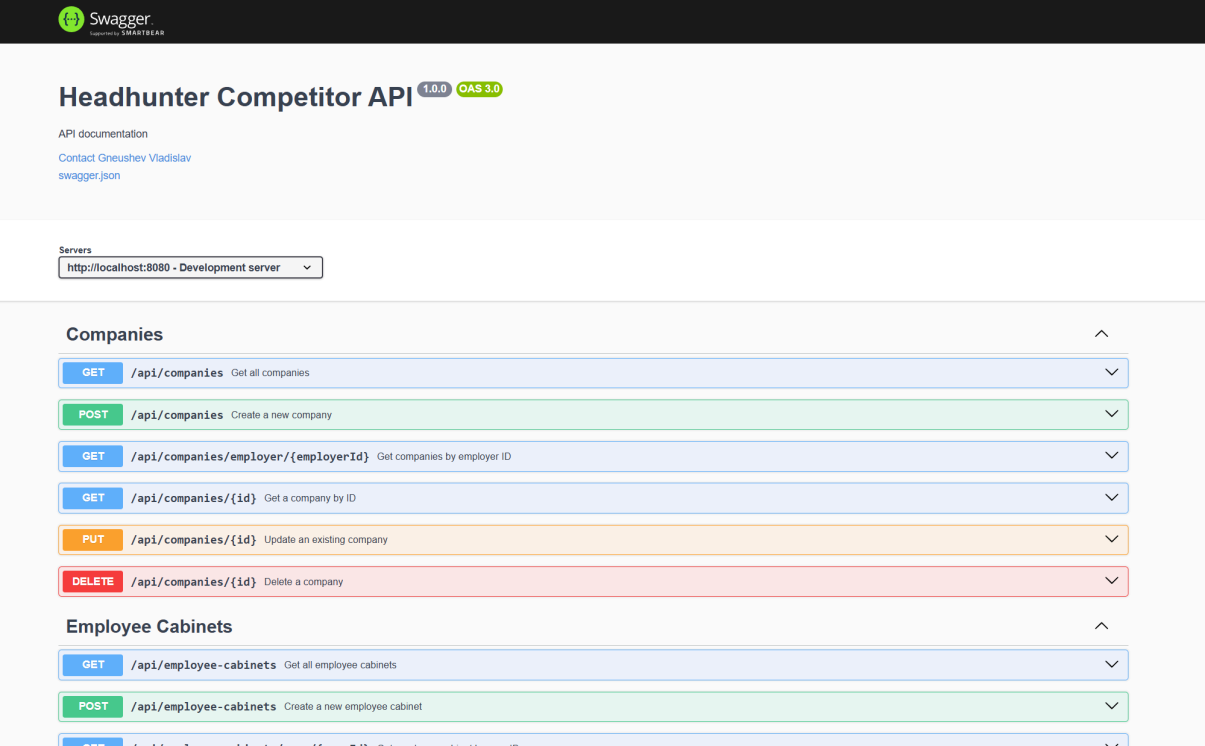 Swagger.
Supported by SMARTBEAR
Headhunter Competitor API 1.0.0 OAS 3.0
API documentation
Contact Gneushev Vladislav
swagger.json
Servers
http://localhost:8080 - Development server
Companies
GET /api/companies Get all companies
POST /api/companies Create a new company
GET /api/companies/employer/{employerId} Get companies by employer ID
GET /api/companies/{id} Get a company by ID
PUT /api/companies/{id} Update an existing company
DELETE /api/companies/{id} Delete a company
Employee Cabinets
GET /api/employee-cabinets Get all employee cabinets
POST /api/employee-cabinets Create a new employee cabinet
GET